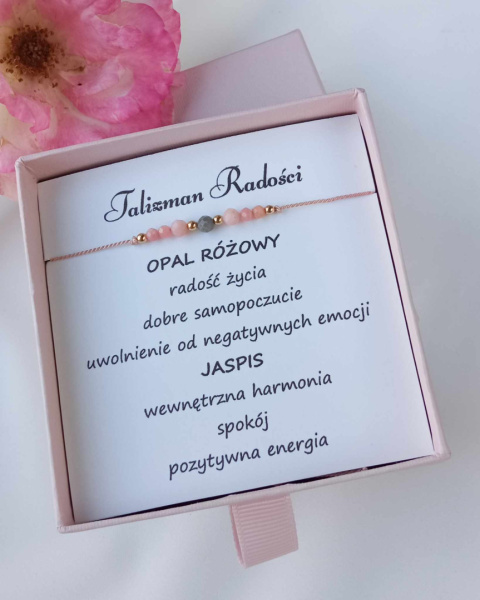 Talizman Radości
OPAL RÓŻOWY
radość życia
dobre samopoczucie
uwolnienie od negatywnych emocji
JASPIS
wewnętrzna harmonia
spokój
pozytywna energia